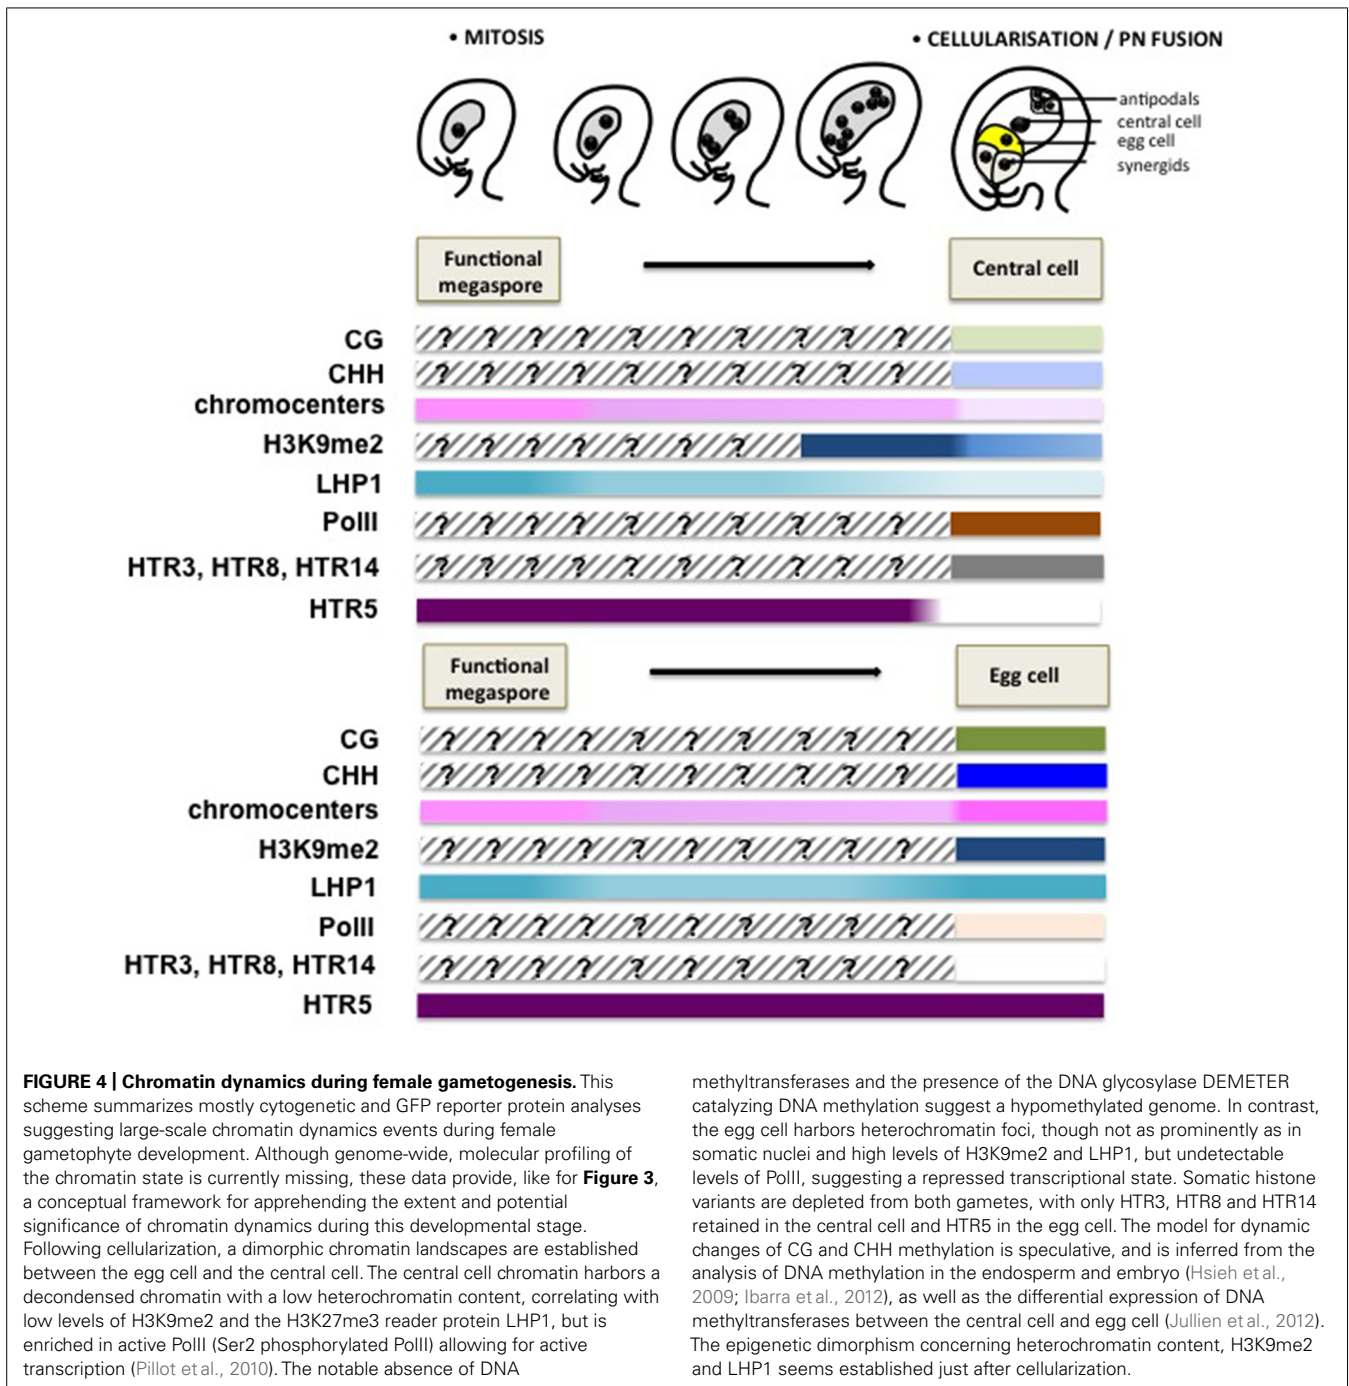 • MITOSIS
• CELLULARISATION / PN FUSION
antipodals
central cell
egg cell
synergids
Functional
megaspore
Central cell
CG
? ? ? ? ? ? ? ? ? ?
CHH
? ? ? ? ? ? ? ? ? ?
chromocenters
H3K9me2
? ? ? ? ? ? ?
LHP1
PolII
? ? ? ? ? ? ? ? ? ?
HTR3, HTR8, HTR14
? ? ? ? ? ? ? ? ? ?
HTR5
Functional
megaspore
Egg cell
CG
? ? ? ? ? ? ? ? ? ?
CHH
? ? ? ? ? ? ? ? ? ?
chromocenters
H3K9me2
? ? ? ? ? ? ? ? ? ?
LHP1
PolII
? ? ? ? ? ? ? ? ? ?
HTR3, HTR8, HTR14
? ? ? ? ? ? ? ? ? ?
HTR5
FIGURE 4 | Chromatin dynamics during female gametogenesis. This
scheme summarizes mostly cytogenetic and GFP reporter protein analyses
suggesting large-scale chromatin dynamics events during female
gametophyte development. Although genome-wide, molecular profiling of
the chromatin state is currently missing, these data provide, like for Figure 3,
a conceptual framework for apprehending the extent and potential
significance of chromatin dynamics during this developmental stage.
Following cellularization, a dimorphic chromatin landscapes are established
between the egg cell and the central cell. The central cell chromatin harbors a
decondensed chromatin with a low heterochromatin content, correlating with
low levels of H3K9me2 and the H3K27me3 reader protein LHP1, but is
enriched in active PolII (Ser2 phosphorylated PolII) allowing for active
transcription (Pillot et al., 2010). The notable absence of DNA
methyltransferases and the presence of the DNA glycosylase DEMETER
catalyzing DNA methylation suggest a hypomethylated genome. In contrast,
the egg cell harbors heterochromatin foci, though not as prominently as in
somatic nuclei and high levels of H3K9me2 and LHP1, but undetectable
levels of PolII, suggesting a repressed transcriptional state. Somatic histone
variants are depleted from both gametes, with only HTR3, HTR8 and HTR14
retained in the central cell and HTR5 in the egg cell. The model for dynamic
changes of CG and CHH methylation is speculative, and is inferred from the
analysis of DNA methylation in the endosperm and embryo (Hsieh et al.,
2009; Ibarra et al., 2012), as well as the differential expression of DNA
methyltransferases between the central cell and egg cell (Jullien et al., 2012).
The epigenetic dimorphism concerning heterochromatin content, H3K9me2
and LHP1 seems established just after cellularization.